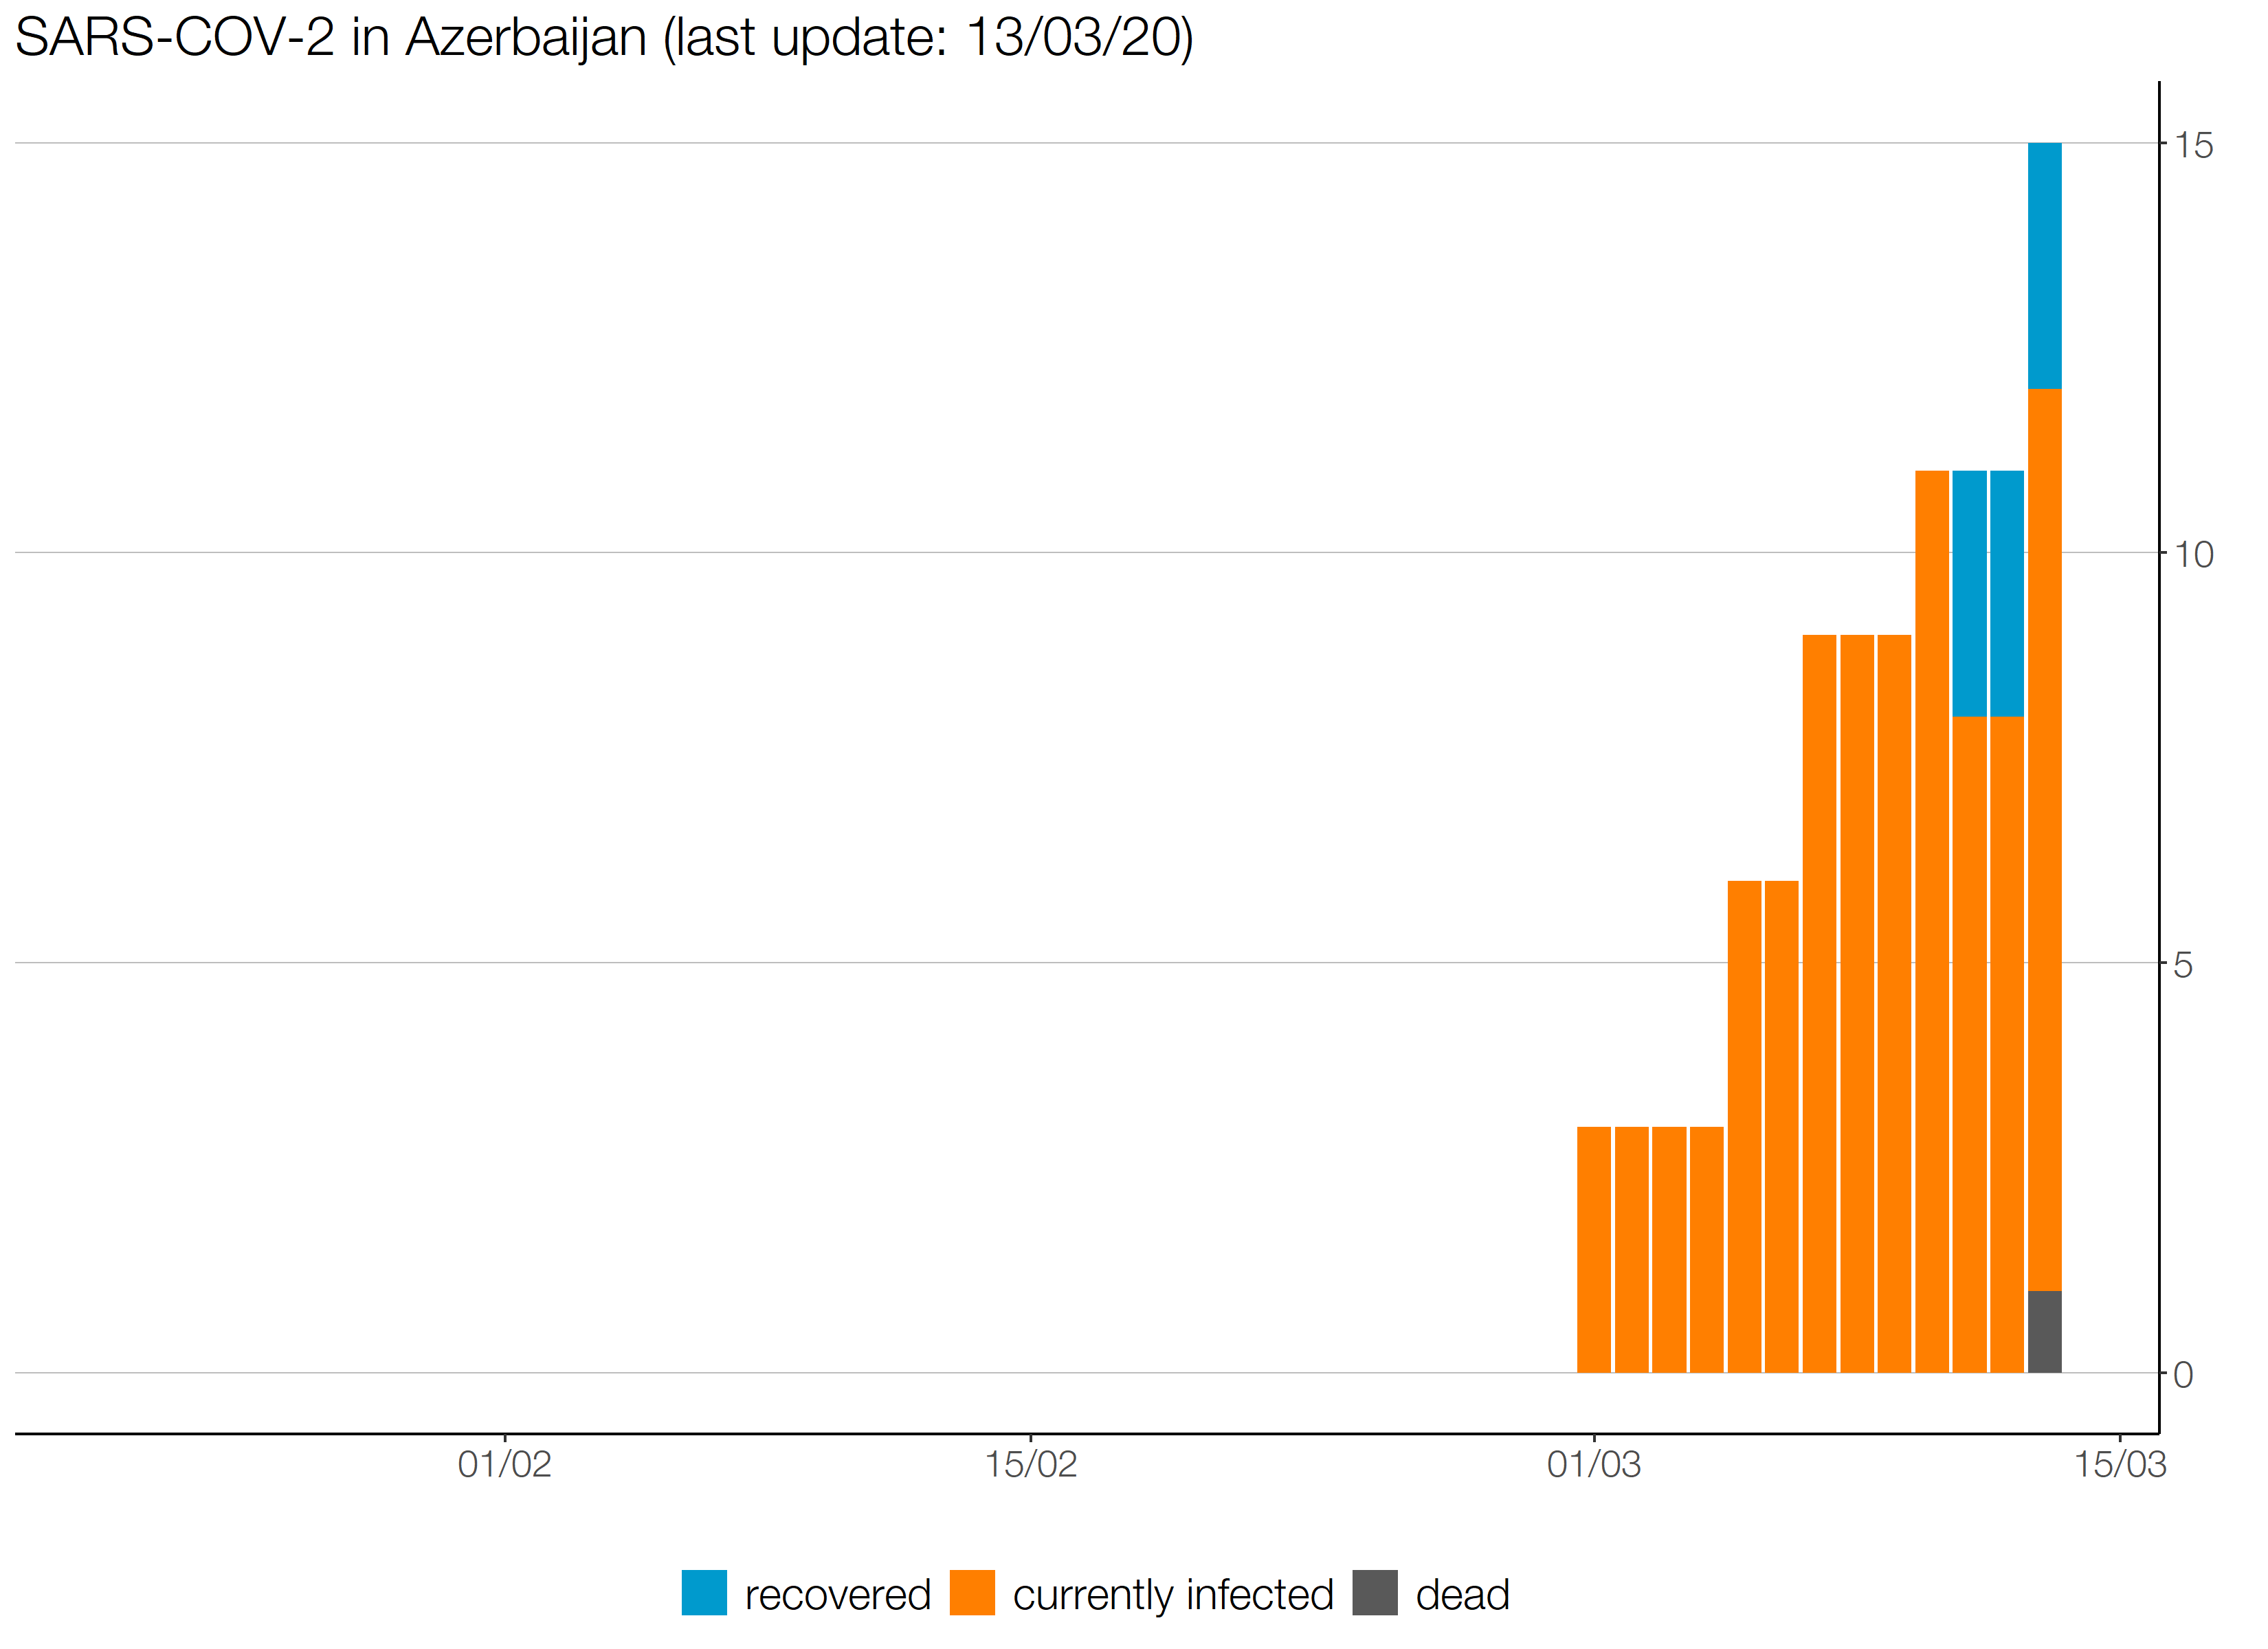 SARS-COV-2 in Azerbaijan (last update: 13/03/20)
15
10
5
0
01/02 15/02 01/03 15/03
recovered currently infected dead